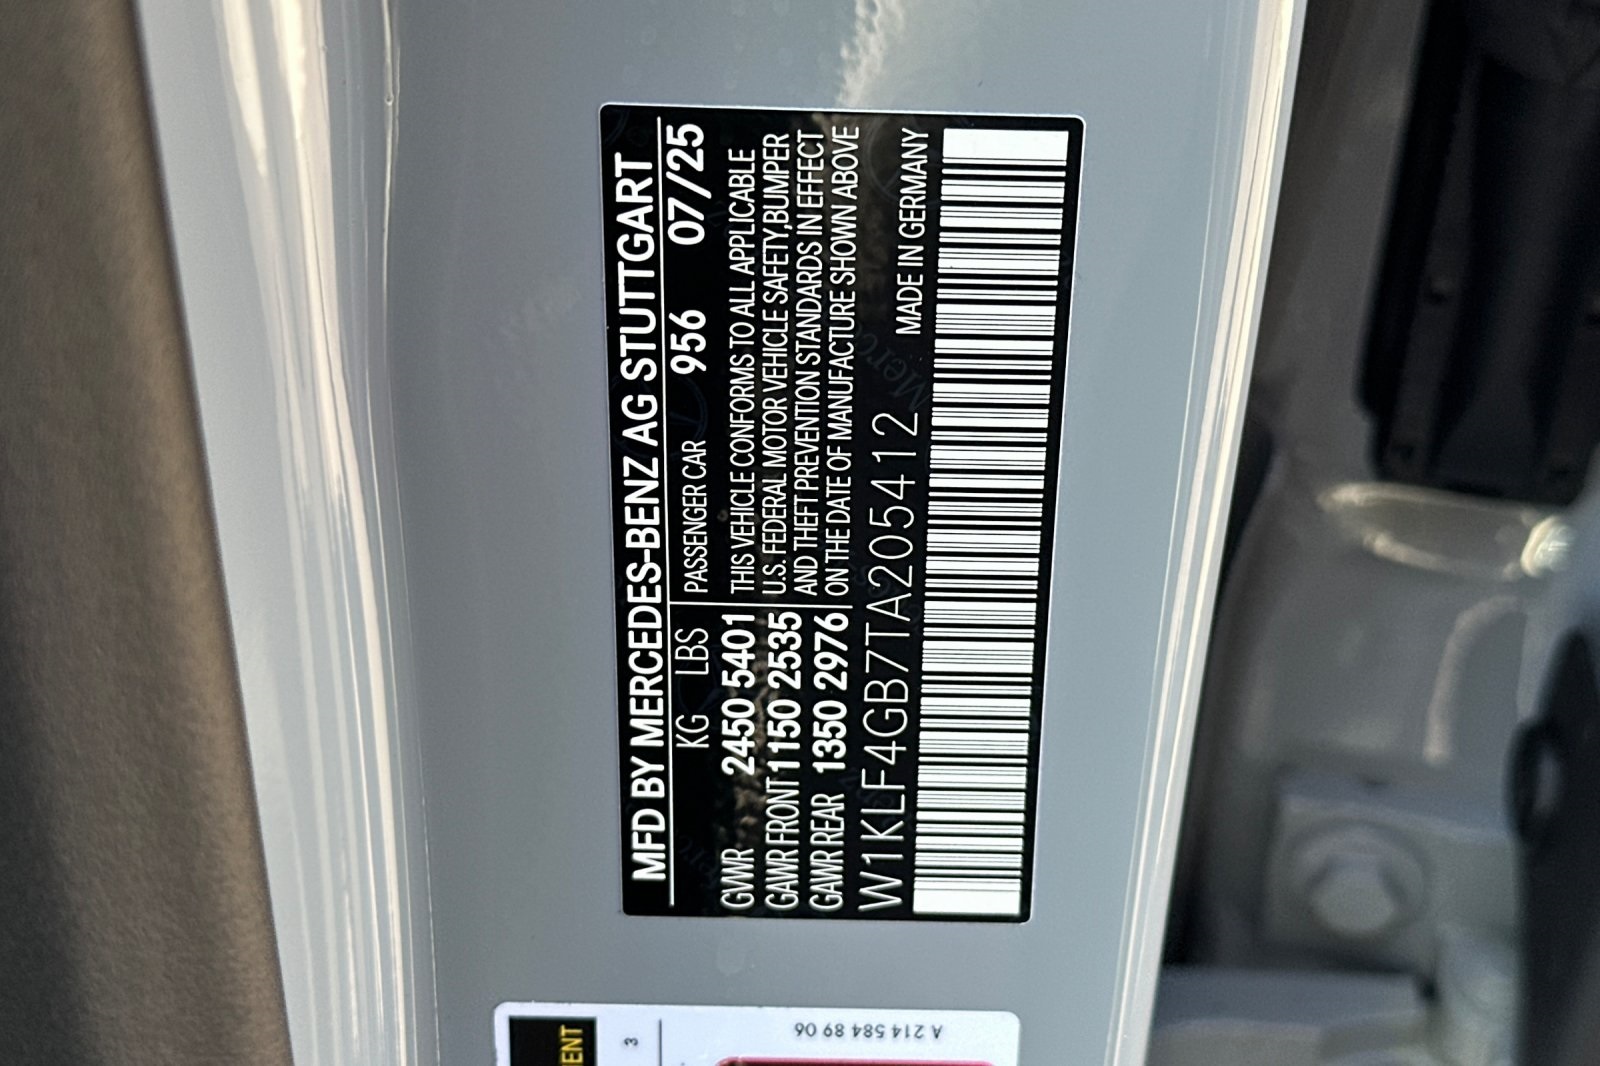 MFD BY MERCEDES-BENZ AG STUTTGART
KG LBS PASSENGER CAR 956 07/25
GVWR 2450 5401 THIS VEHICLE CONFORMS TO ALL APPLICABLE
GAWR FRONT 1150 2535 U.S. FEDERAL MOTOR VEHICLE SAFETY, BUMPER
GAWR REAR 1350 2976 AND THEFT PREVENTION STANDARDS IN EFFECT
ON THE DATE OF MANUFACTURE SHOWN ABOVE
W1KLF4GB7TA205412 MADE IN GERMANY
A 214 584 89 06
3